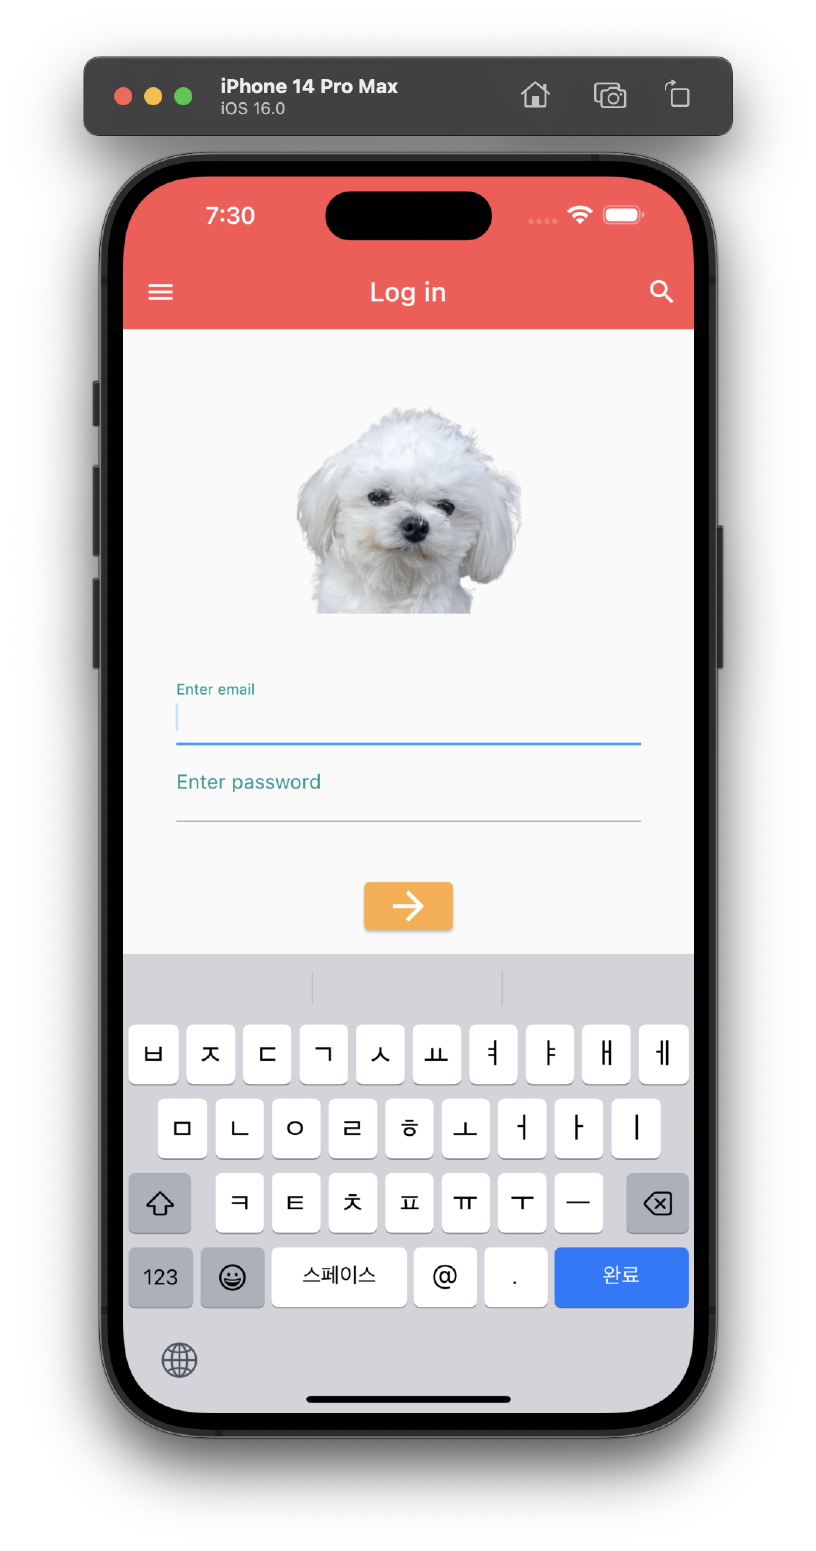 iPhone 14 Pro Max
iOS 16.0
7:30
Log in
Enter email
Enter password
ㅂ ㅈ ㄷ ㄱ ㅅ ㅛ ㅕ ㅑ ㅐ ㅔ
ㅁ ㄴ ㅇ ㄹ ㅎ ㅗ ㅓ ㅏ ㅣ
ㅋ ㅌ ㅊ ㅍ ㅠ ㅜ ㅡ
123 스페이스 @ . 완료